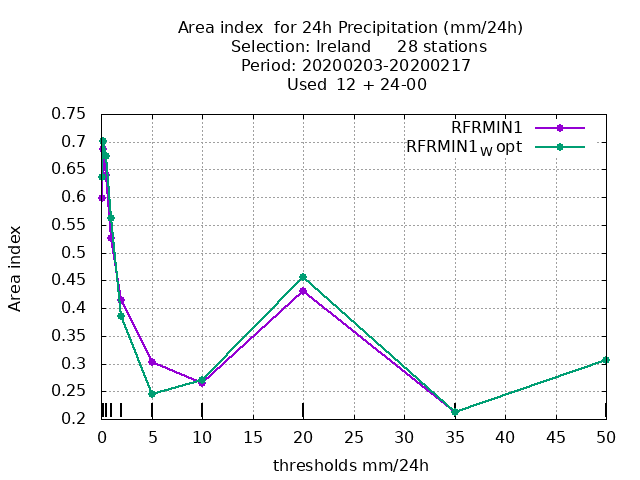 Area index  for 24h Precipitation (mm/24h)
Selection: Ireland     28 stations
Period: 20200203-20200217
Used  12 + 24-00
RFRMIN1
RFRMIN1W opt
Area index
0.75
0.7
0.65
0.6
0.55
0.5
0.45
0.4
0.35
0.3
0.25
0.2
0 5 10 15 20 25 30 35 40 45 50
thresholds mm/24h